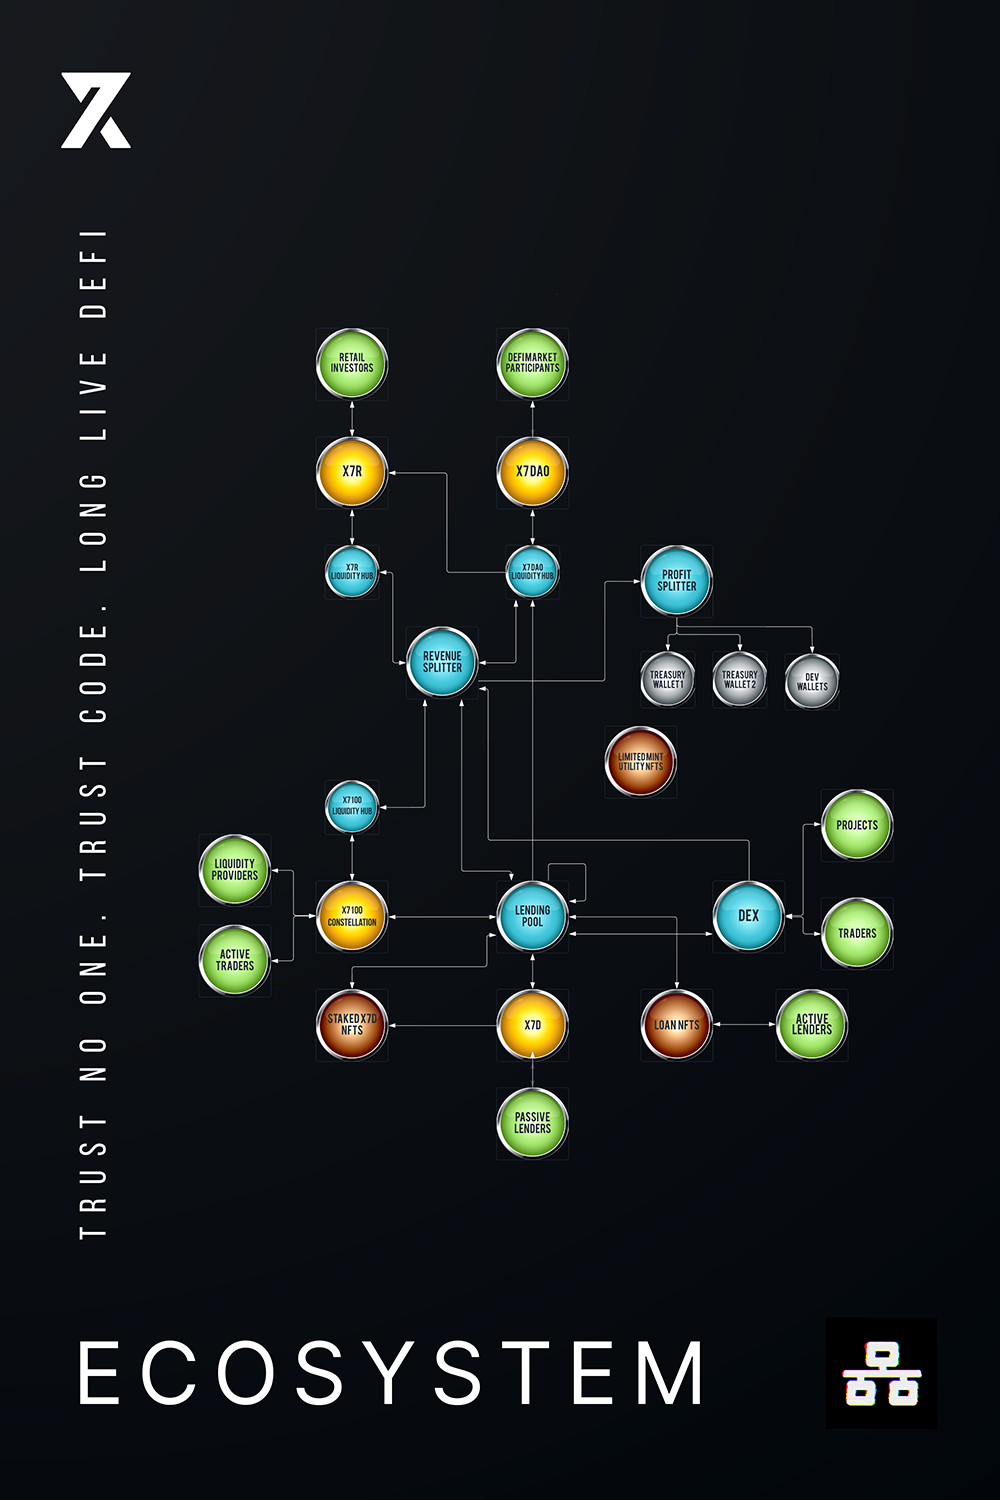 TRUST NO ONE. TRUST CODE. LONG LIVE DEFI
RETAIL
INVESTORS
DEFIMARKET
PARTICIPANTS
X7R
X7DAO
X7R
LIQUIDITY HUB
X7DAO
LIQUIDITY HUB
PROFIT
SPLITTER
REVENUE
SPLITTER
TREASURY
WALLET 1
TREASURY
WALLET 2
DEV
WALLETS
LIMITED MINT
UTILITY NFTS
X7100
LIQUIDITY HUB
PROJECTS
LIQUIDITY
PROVIDERS
X7100
CONSTELLATION
LENDING
POOL
DEX
TRADERS
ACTIVE
TRADERS
STAKED X7D
NFTS
X7D
LOAN NFTS
ACTIVE
LENDERS
PASSIVE
LENDERS
ECOSYSTEM